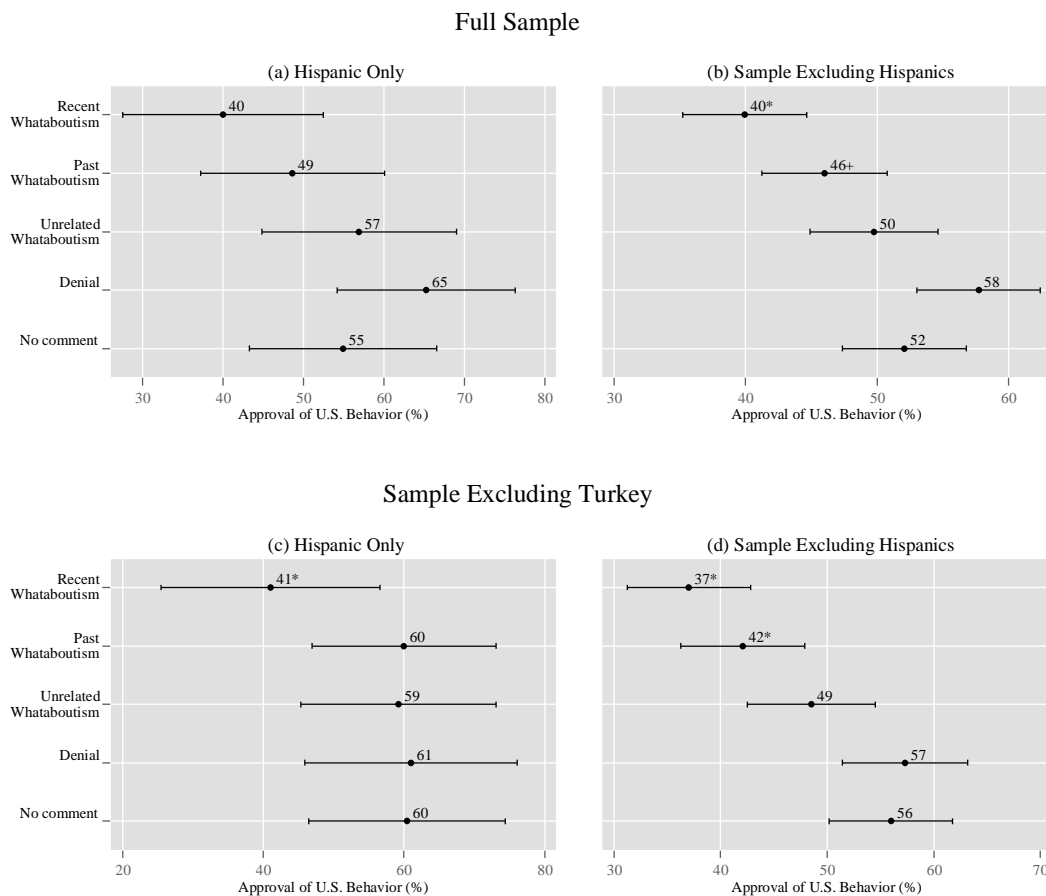 Full Sample
(a) Hispanic Only
Recent
Whataboutism
40
Past
Whataboutism
49
Unrelated
Whataboutism
57
Denial
65
No comment
55
30 40 50 60 70 80
Approval of U.S. Behavior (%)
(b) Sample Excluding Hispanics
40*
46+
50
58
52
30 40 50 60
Approval of U.S. Behavior (%)
Sample Excluding Turkey
(c) Hispanic Only
Recent
Whataboutism
41*
Past
Whataboutism
60
Unrelated
Whataboutism
59
Denial
61
No comment
60
20 40 60 80
Approval of U.S. Behavior (%)
(d) Sample Excluding Hispanics
37*
42*
49
57
56
30 50 60 70
Approval of U.S. Behavior (%)